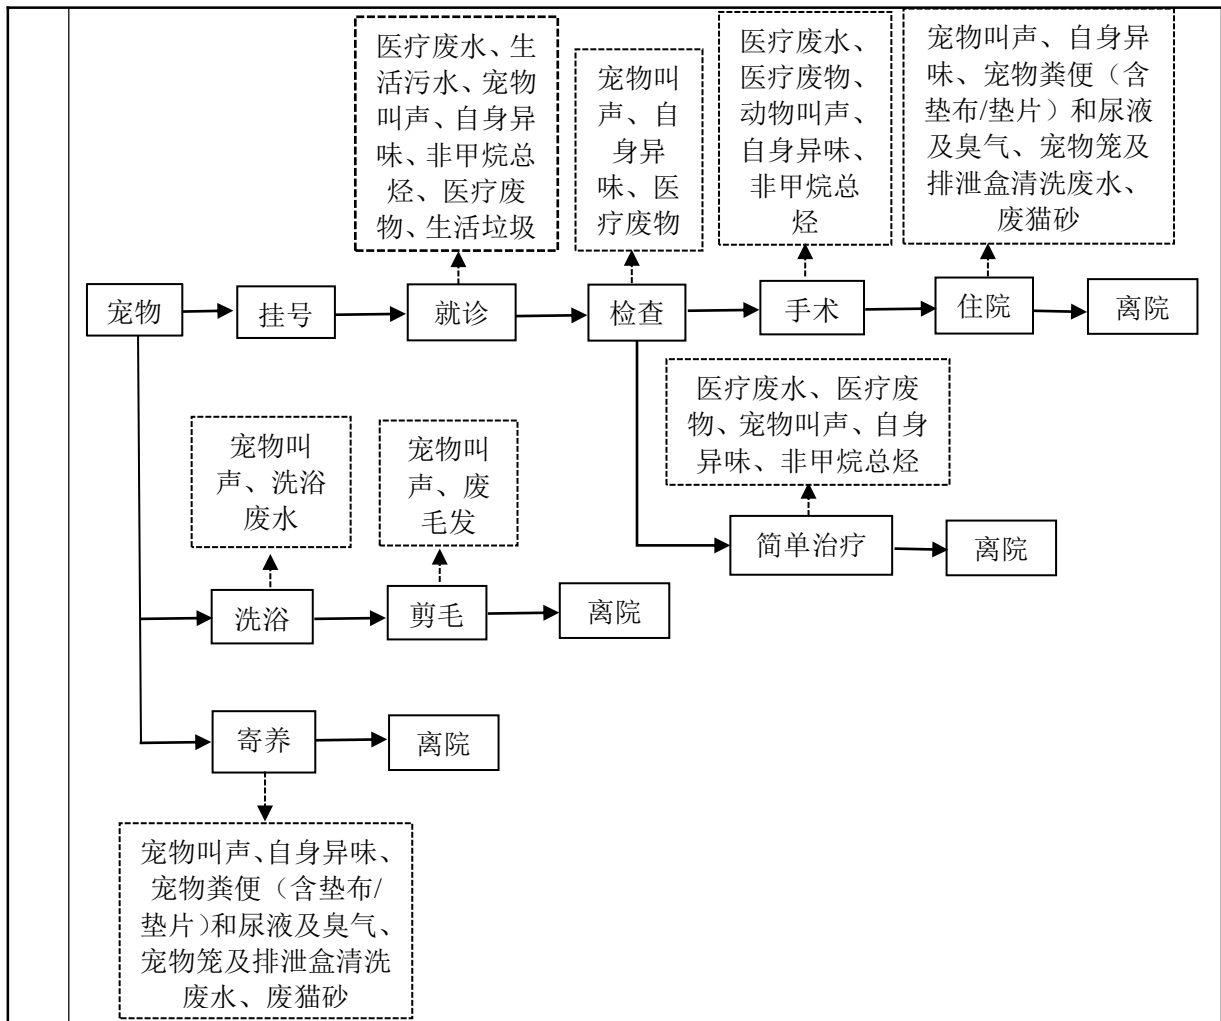 医疗废水、生
活污水、宠物
叫声、自身异
味、非甲烷总
烃、医疗废
物、生活垃圾
宠物叫
声、自
身异
味、医
疗废物
医疗废水、
医疗废物、
动物叫声、
自身异味、
非甲烷总
烃
宠物叫声、自身异
味、宠物粪便（含
垫布/垫片）和尿液
及臭气、宠物笼及
排泄盒清洗废水、
废猫砂
宠物
挂号
就诊
检查
手术
住院
离院
医疗废水、医疗废
物、宠物叫声、自身
异味、非甲烷总烃
简单治疗
离院
宠物叫
声、洗浴
废水
宠物叫
声、废
毛发
洗浴
剪毛
离院
寄养
离院
宠物叫声、自身异味、
宠物粪便（含垫布/
垫片）和尿液及臭气、
宠物笼及排泄盒清洗
废水、废猫砂